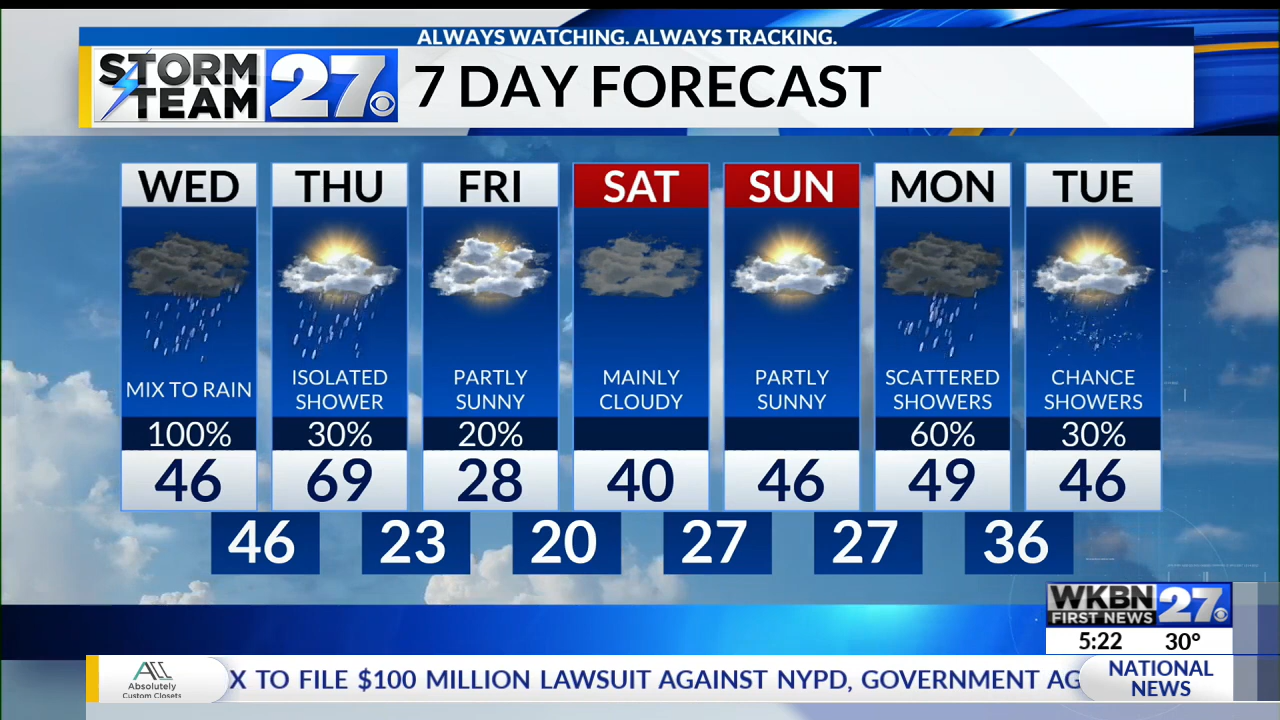 ALWAYS WATCHING. ALWAYS TRACKING.
STORM TEAM 27
7 DAY FORECAST
WED THU FRI SAT SUN MON TUE
MIX TO RAIN
ISOLATED
SHOWER
PARTLY
SUNNY
MAINLY
CLOUDY
PARTLY
SUNNY
SCATTERED
SHOWERS
CHANCE
SHOWERS
100% 30% 20% 60% 30%
46 69 28 40 46 49 46
46 23 20 27 27 36
WKBN 27
FIRST NEWS
5:22 30°
ALL
Absolutely
Custom Closets
X TO FILE $100 MILLION LAWSUIT AGAINST NYPD, GOVERNMENT AG
NATIONAL
NEWS